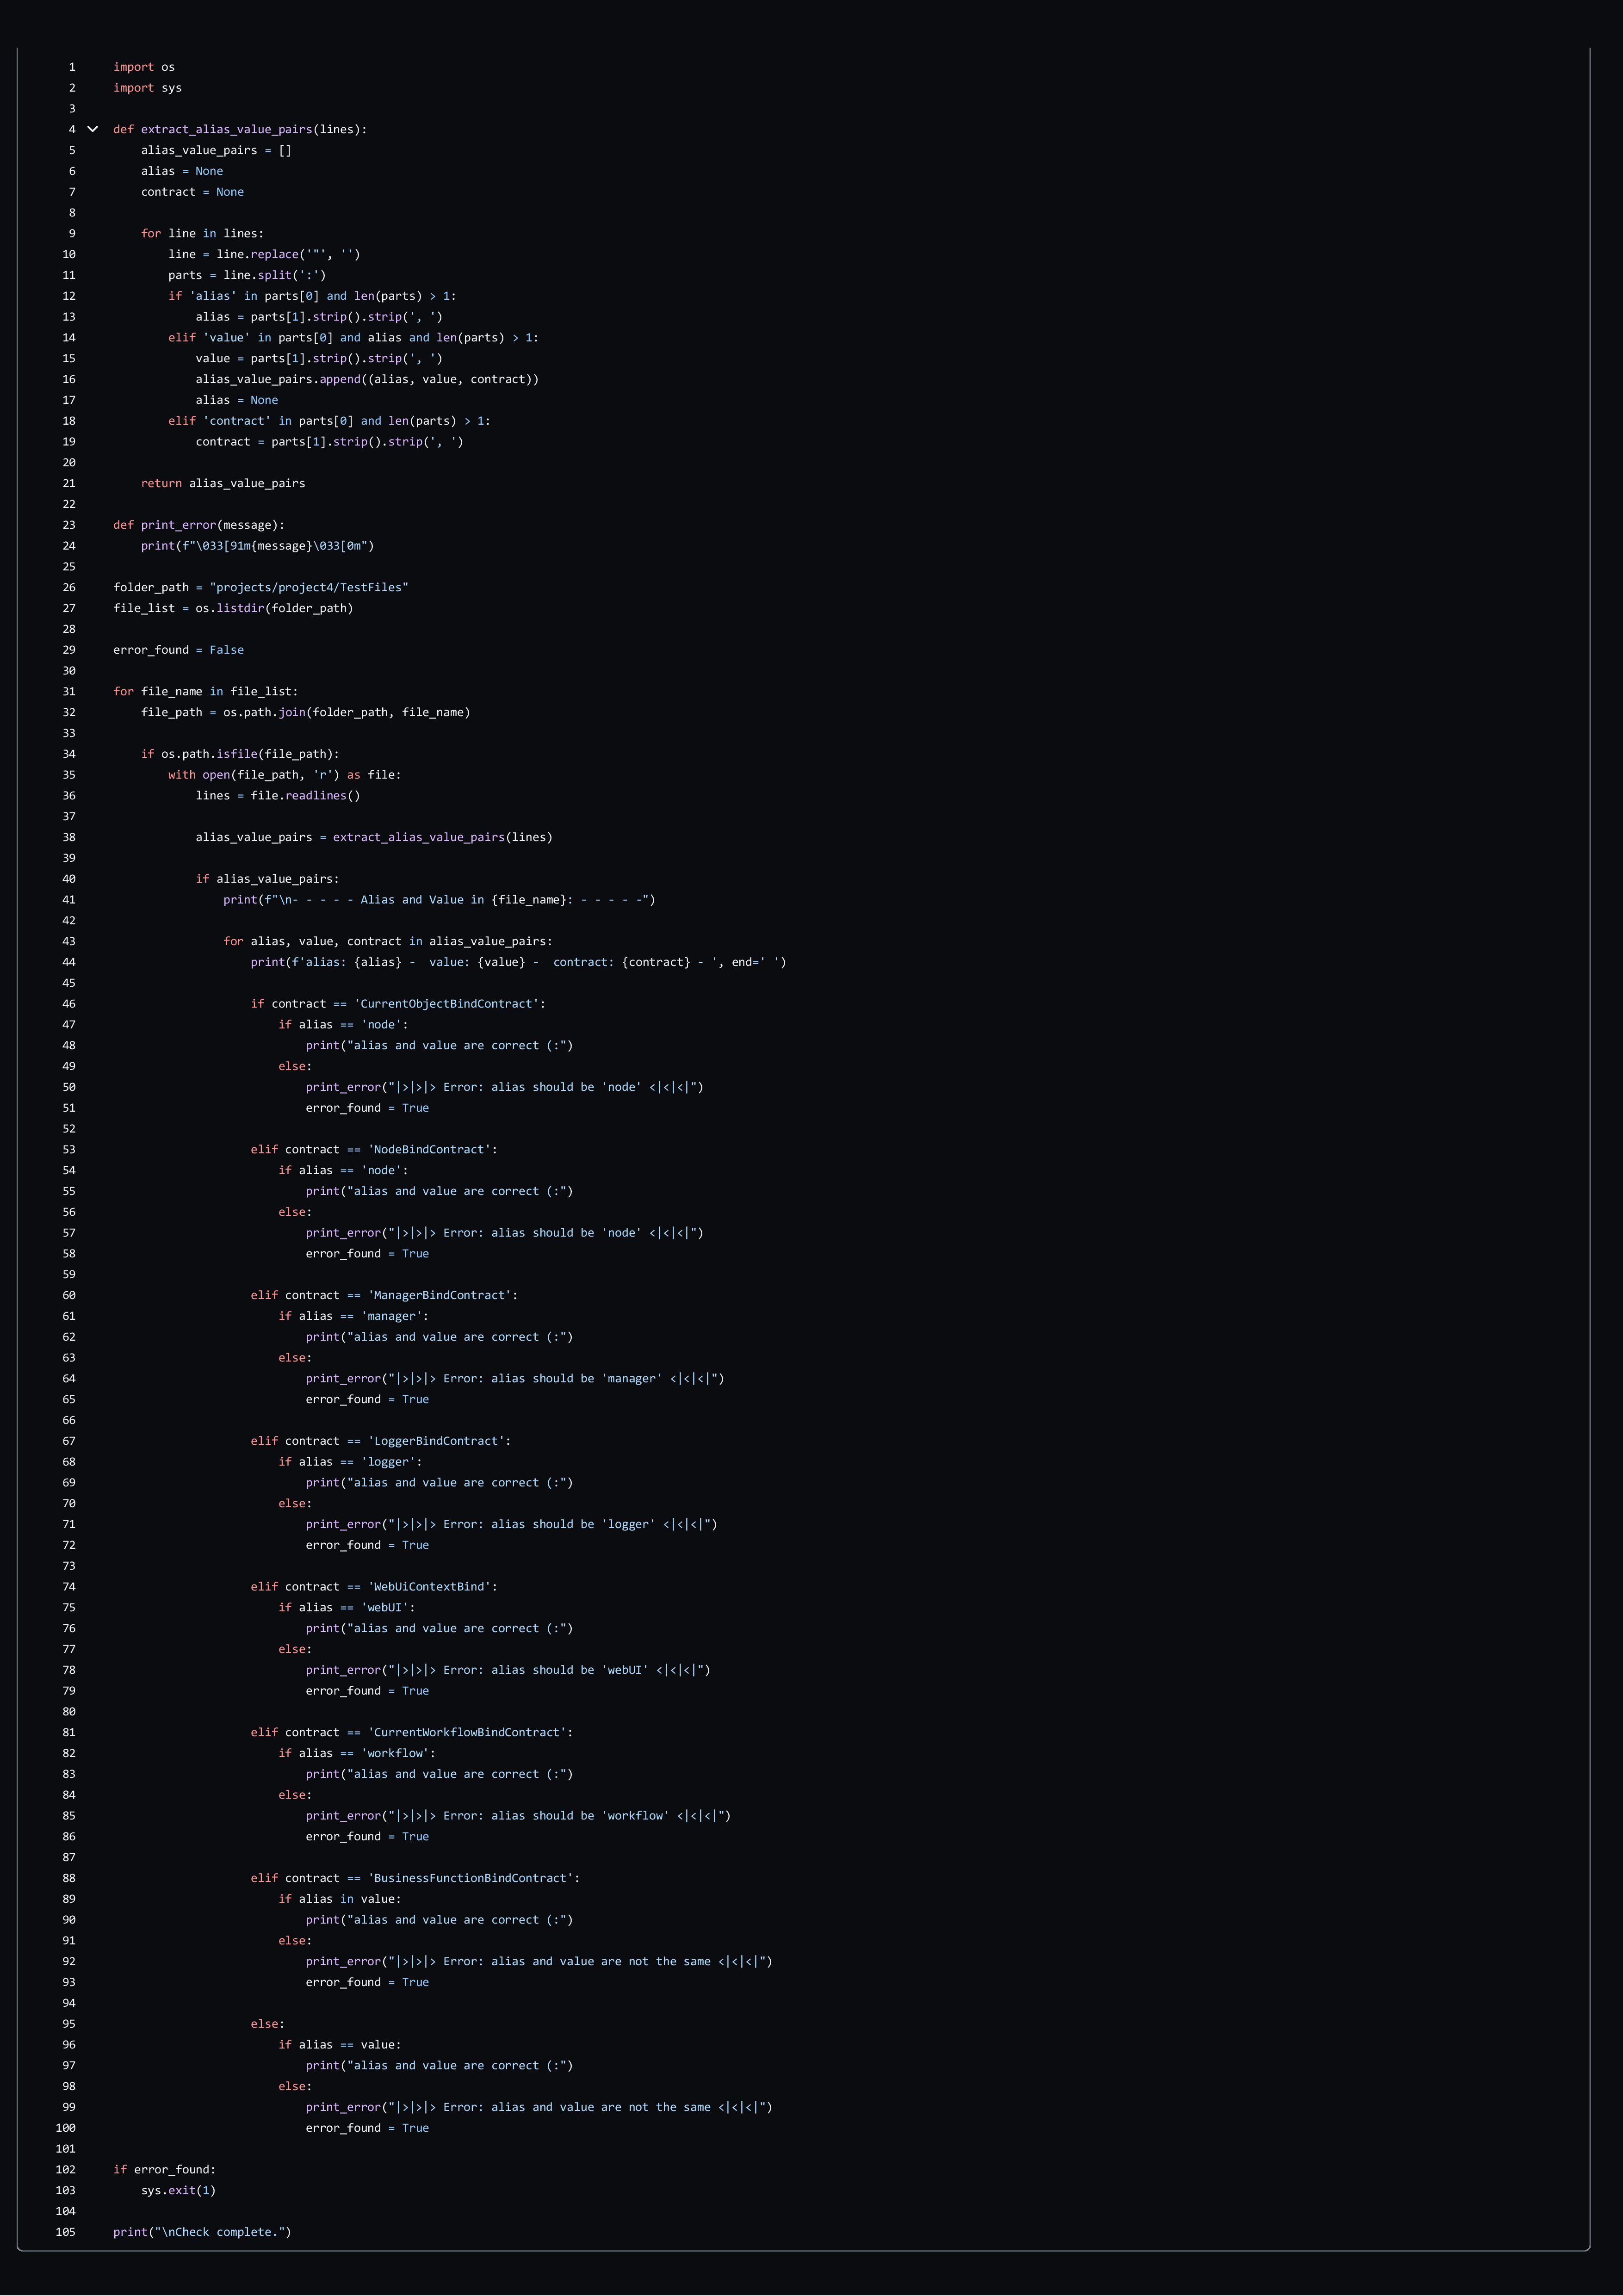 1 import os
2 import sys
3
4 def extract_alias_value_pairs(lines):
5     alias_value_pairs = []
6     alias = None
7     contract = None
8
9     for line in lines:
10         line = line.replace('"', '')
11         parts = line.split(':')
12         if 'alias' in parts[0] and len(parts) > 1:
13             alias = parts[1].strip().strip(', ')
14         elif 'value' in parts[0] and alias and len(parts) > 1:
15             value = parts[1].strip().strip(', ')
16             alias_value_pairs.append((alias, value, contract))
17             alias = None
18         elif 'contract' in parts[0] and len(parts) > 1:
19             contract = parts[1].strip().strip(', ')
20
21     return alias_value_pairs
22
23 def print_error(message):
24     print(f"\033[91m{message}\033[0m")
25
26 folder_path = "projects/project4/TestFiles"
27 file_list = os.listdir(folder_path)
28
29 error_found = False
30
31 for file_name in file_list:
32     file_path = os.path.join(folder_path, file_name)
33
34     if os.path.isfile(file_path):
35         with open(file_path, 'r') as file:
36             lines = file.readlines()
37
38             alias_value_pairs = extract_alias_value_pairs(lines)
39
40             if alias_value_pairs:
41                 print(f"\n- - - - - Alias and Value in {file_name}: - - - - -")
42
43                 for alias, value, contract in alias_value_pairs:
44                     print(f'alias: {alias} -  value: {value} -  contract: {contract} - ', end=' ')
45
46                     if contract == 'CurrentObjectBindContract':
47                         if alias == 'node':
48                             print("alias and value are correct (:")
49                         else:
50                             print_error("|>|>|> Error: alias should be 'node' <|<|<|")
51                             error_found = True
52
53                     elif contract == 'NodeBindContract':
54                         if alias == 'node':
55                             print("alias and value are correct (:")
56                         else:
57                             print_error("|>|>|> Error: alias should be 'node' <|<|<|")
58                             error_found = True
59
60                     elif contract == 'ManagerBindContract':
61                         if alias == 'manager':
62                             print("alias and value are correct (:")
63                         else:
64                             print_error("|>|>|> Error: alias should be 'manager' <|<|<|")
65                             error_found = True
66
67                     elif contract == 'LoggerBindContract':
68                         if alias == 'logger':
69                             print("alias and value are correct (:")
70                         else:
71                             print_error("|>|>|> Error: alias should be 'logger' <|<|<|")
72                             error_found = True
73
74                     elif contract == 'WebUiContextBind':
75                         if alias == 'webUI':
76                             print("alias and value are correct (:")
77                         else:
78                             print_error("|>|>|> Error: alias should be 'webUI' <|<|<|")
79                             error_found = True
80
81                     elif contract == 'CurrentWorkflowBindContract':
82                         if alias == 'workflow':
83                             print("alias and value are correct (:")
84                         else:
85                             print_error("|>|>|> Error: alias should be 'workflow' <|<|<|")
86                             error_found = True
87
88                     elif contract == 'BusinessFunctionBindContract':
89                         if alias in value:
90                             print("alias and value are correct (:")
91                         else:
92                             print_error("|>|>|> Error: alias and value are not the same <|<|<|")
93                             error_found = True
94
95                     else:
96                         if alias == value:
97                             print("alias and value are correct (:")
98                         else:
99                             print_error("|>|>|> Error: alias and value are not the same <|<|<|")
100                             error_found = True
101
102 if error_found:
103     sys.exit(1)
104
105 print("\nCheck complete.")